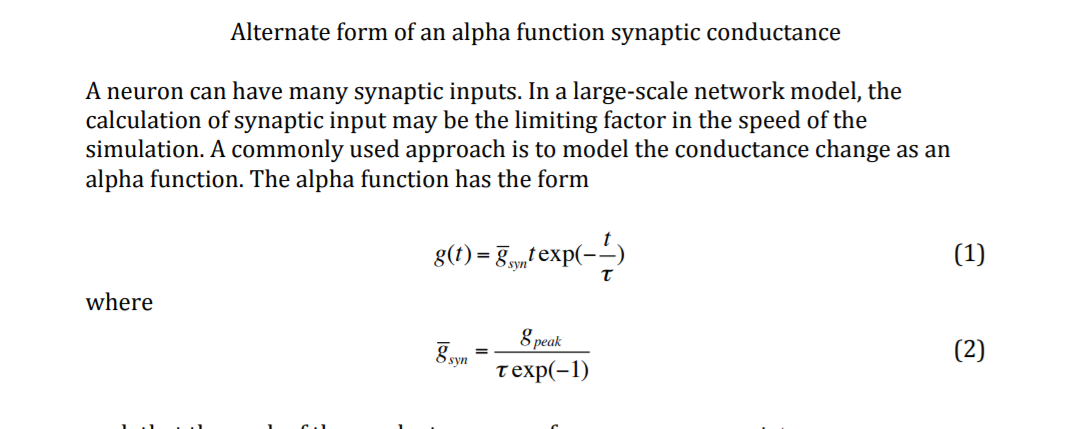 Alternate form of an alpha function synaptic conductance
A neuron can have many synaptic inputs. In a large-scale network model, the
calculation of synaptic input may be the limiting factor in the speed of the
simulation. A commonly used approach is to model the conductance change as an
alpha function. The alpha function has the form
g(t) = g̅_syn t exp(−t/τ) (1)
where
g̅_syn = g_peak / (τ exp(−1)) (2)